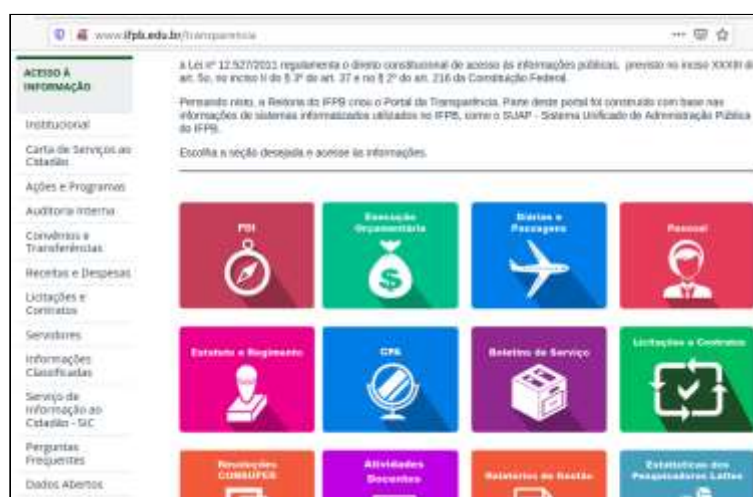 www.ifpb.edu.br/transparencia
ACESSO À
INFORMAÇÃO
Institucional
Carta de Serviços ao
Cidadão
Ações e Programas
Auditoria Interna
Convênios e
Transferências
Receitas e Despesas
Licitações e
Contratos
Servidores
Informações
Classificadas
Serviço de
Informação ao
Cidadão - SIC
Perguntas
Frequentes
Dados Abertos
a Lei nº 12.527/2011 regulamenta o direito constitucional de acesso às informações públicas, previsto no inciso XXXIII do
art. 5o, no inciso II do § 3º do art. 37 e no § 2º do art. 216 da Constituição Federal.
Pensando nisto, a Reitoria do IFPB criou o Portal da Transparência. Parte deste portal foi construído com base nas
informações de sistemas informatizados utilizados no IFPB, como o SUAP - Sistema Unificado de Administração Pública
do IFPB.
Escolha a seção desejada e acesse às informações.
PDI
Execução
Orçamentária
Diárias e
Passagens
Pessoal
Estatuto e Regimento
CPA
Boletins de Serviço
Licitações e Contratos
Resoluções
CONSUPER
Atividades
Docentes
Relatórios de Gestão
Estatísticas dos
Pesquisadores Lattes